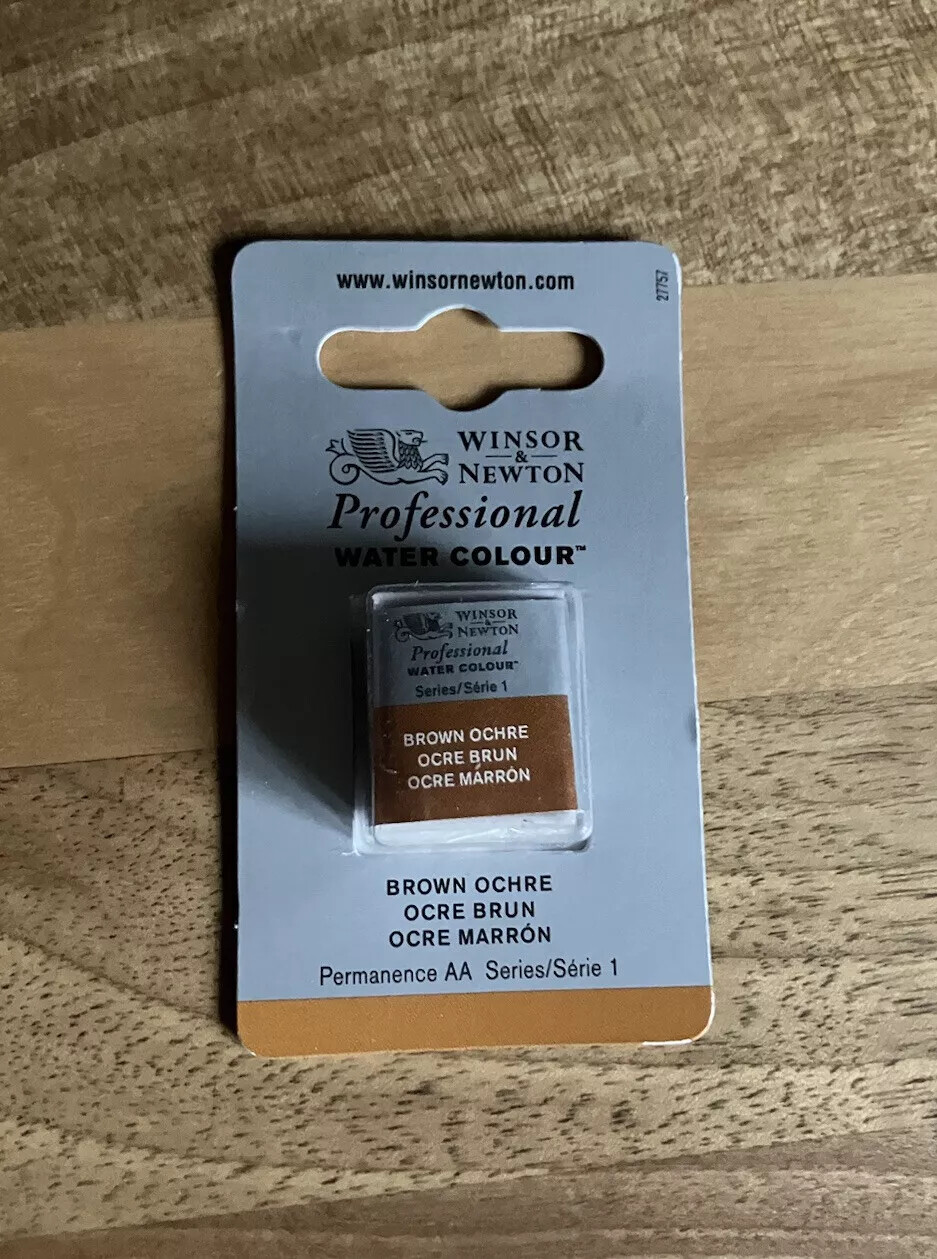 www.winsornewton.com
27757
WINSOR
&
NEWTON
Professional
WATER COLOUR™
WINSOR
&
NEWTON
Professional
WATER COLOUR™
Series/Série 1
BROWN OCHRE
OCRE BRUN
OCRE MARRÓN
BROWN OCHRE
OCRE BRUN
OCRE MARRÓN
Permanence AA Series/Série 1